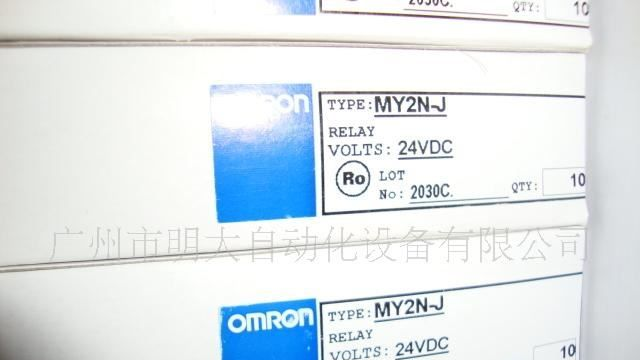 2030C. QTY: 10
OMRON
TYPE: MY2N-J
RELAY
VOLTS: 24VDC
Ro LOT No: 2030C. QTY: 10
广州市明大自动化设备有限公司
OMRON
TYPE: MY2N-J
RELAY
VOLTS: 24VDC
10